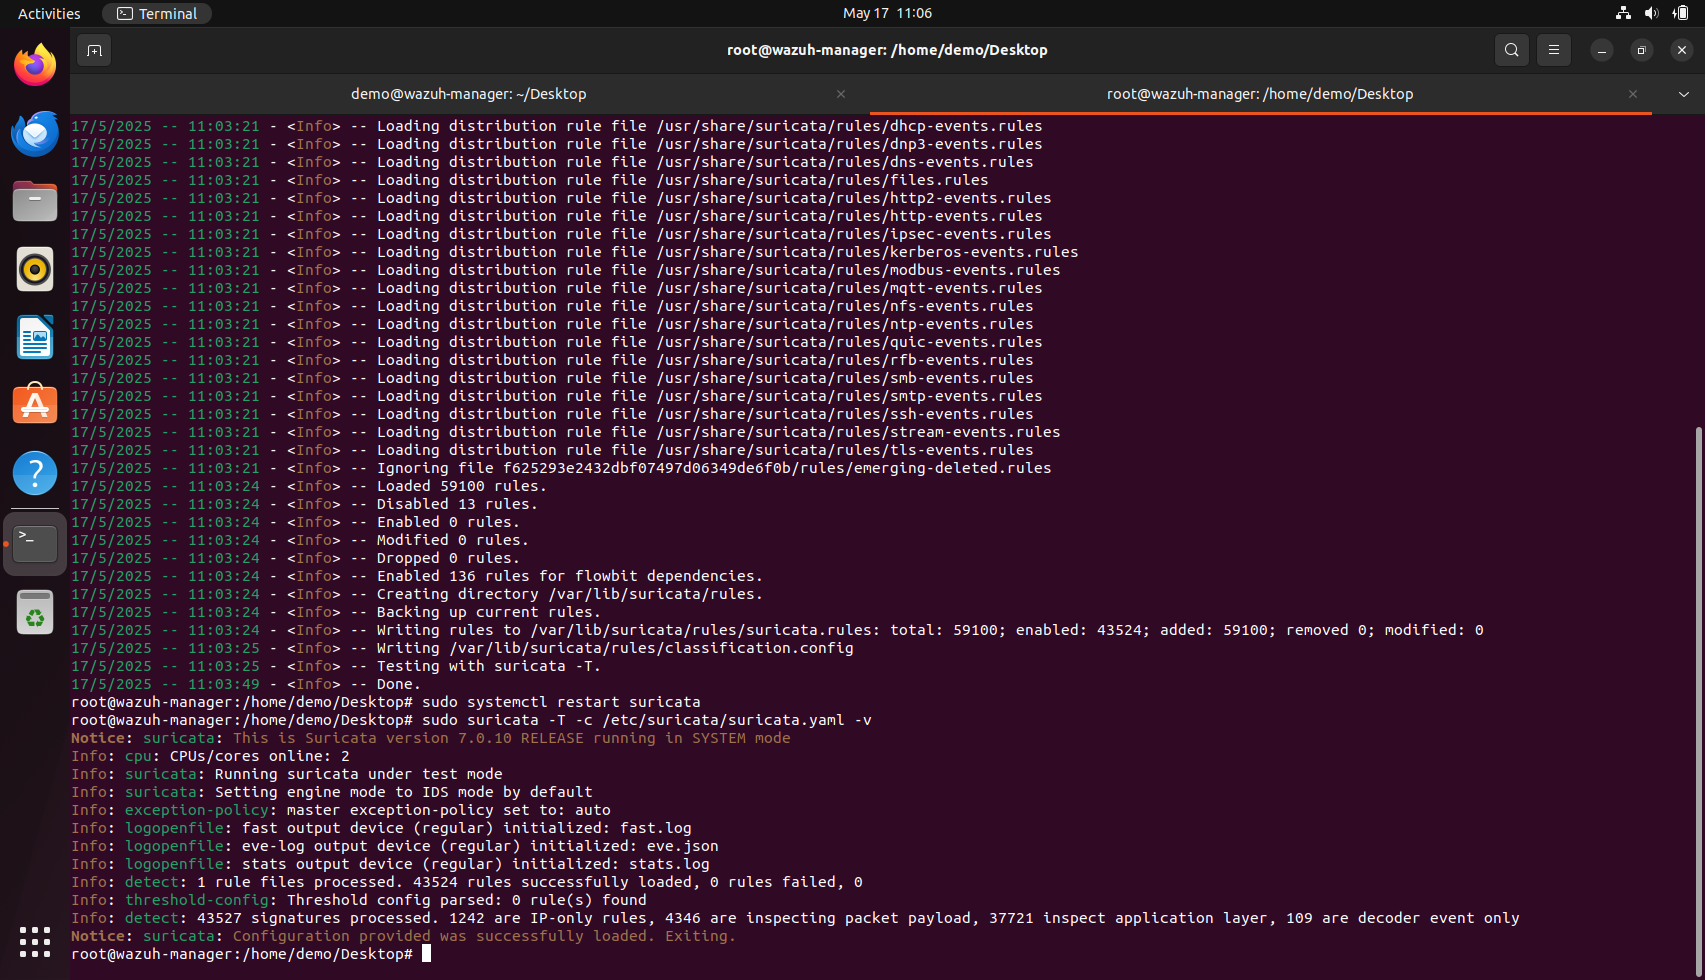 Activities
Terminal
May 17 11:06
root@wazuh-manager: /home/demo/Desktop
demo@wazuh-manager: ~/Desktop
root@wazuh-manager: /home/demo/Desktop
17/5/2025 -- 11:03:21 - <Info> -- Loading distribution rule file /usr/share/suricata/rules/dhcp-events.rules
17/5/2025 -- 11:03:21 - <Info> -- Loading distribution rule file /usr/share/suricata/rules/dnp3-events.rules
17/5/2025 -- 11:03:21 - <Info> -- Loading distribution rule file /usr/share/suricata/rules/dns-events.rules
17/5/2025 -- 11:03:21 - <Info> -- Loading distribution rule file /usr/share/suricata/rules/files.rules
17/5/2025 -- 11:03:21 - <Info> -- Loading distribution rule file /usr/share/suricata/rules/http2-events.rules
17/5/2025 -- 11:03:21 - <Info> -- Loading distribution rule file /usr/share/suricata/rules/http-events.rules
17/5/2025 -- 11:03:21 - <Info> -- Loading distribution rule file /usr/share/suricata/rules/ipsec-events.rules
17/5/2025 -- 11:03:21 - <Info> -- Loading distribution rule file /usr/share/suricata/rules/kerberos-events.rules
17/5/2025 -- 11:03:21 - <Info> -- Loading distribution rule file /usr/share/suricata/rules/modbus-events.rules
17/5/2025 -- 11:03:21 - <Info> -- Loading distribution rule file /usr/share/suricata/rules/mqtt-events.rules
17/5/2025 -- 11:03:21 - <Info> -- Loading distribution rule file /usr/share/suricata/rules/nfs-events.rules
17/5/2025 -- 11:03:21 - <Info> -- Loading distribution rule file /usr/share/suricata/rules/ntp-events.rules
17/5/2025 -- 11:03:21 - <Info> -- Loading distribution rule file /usr/share/suricata/rules/quic-events.rules
17/5/2025 -- 11:03:21 - <Info> -- Loading distribution rule file /usr/share/suricata/rules/rfb-events.rules
17/5/2025 -- 11:03:21 - <Info> -- Loading distribution rule file /usr/share/suricata/rules/smb-events.rules
17/5/2025 -- 11:03:21 - <Info> -- Loading distribution rule file /usr/share/suricata/rules/smtp-events.rules
17/5/2025 -- 11:03:21 - <Info> -- Loading distribution rule file /usr/share/suricata/rules/ssh-events.rules
17/5/2025 -- 11:03:21 - <Info> -- Loading distribution rule file /usr/share/suricata/rules/stream-events.rules
17/5/2025 -- 11:03:21 - <Info> -- Loading distribution rule file /usr/share/suricata/rules/tls-events.rules
17/5/2025 -- 11:03:21 - <Info> -- Ignoring file f625293e2432dbf07497d06349de6f0b/rules/emerging-deleted.rules
17/5/2025 -- 11:03:24 - <Info> -- Loaded 59100 rules.
17/5/2025 -- 11:03:24 - <Info> -- Disabled 13 rules.
17/5/2025 -- 11:03:24 - <Info> -- Enabled 0 rules.
17/5/2025 -- 11:03:24 - <Info> -- Modified 0 rules.
17/5/2025 -- 11:03:24 - <Info> -- Dropped 0 rules.
17/5/2025 -- 11:03:24 - <Info> -- Enabled 136 rules for flowbit dependencies.
17/5/2025 -- 11:03:24 - <Info> -- Creating directory /var/lib/suricata/rules.
17/5/2025 -- 11:03:24 - <Info> -- Backing up current rules.
17/5/2025 -- 11:03:24 - <Info> -- Writing rules to /var/lib/suricata/rules/suricata.rules: total: 59100; enabled: 43524; added: 59100; removed 0; modified: 0
17/5/2025 -- 11:03:25 - <Info> -- Writing /var/lib/suricata/rules/classification.config
17/5/2025 -- 11:03:25 - <Info> -- Testing with suricata -T.
17/5/2025 -- 11:03:49 - <Info> -- Done.
root@wazuh-manager:/home/demo/Desktop# sudo systemctl restart suricata
root@wazuh-manager:/home/demo/Desktop# sudo suricata -T -c /etc/suricata/suricata.yaml -v
Notice: suricata: This is Suricata version 7.0.10 RELEASE running in SYSTEM mode
Info: cpu: CPUs/cores online: 2
Info: suricata: Running suricata under test mode
Info: suricata: Setting engine mode to IDS mode by default
Info: exception-policy: master exception-policy set to: auto
Info: logopenfile: fast output device (regular) initialized: fast.log
Info: logopenfile: eve-log output device (regular) initialized: eve.json
Info: logopenfile: stats output device (regular) initialized: stats.log
Info: detect: 1 rule files processed. 43524 rules successfully loaded, 0 rules failed, 0
Info: threshold-config: Threshold config parsed: 0 rule(s) found
Info: detect: 43527 signatures processed. 1242 are IP-only rules, 4346 are inspecting packet payload, 37721 inspect application layer, 109 are decoder event only
Notice: suricata: Configuration provided was successfully loaded. Exiting.
root@wazuh-manager:/home/demo/Desktop#